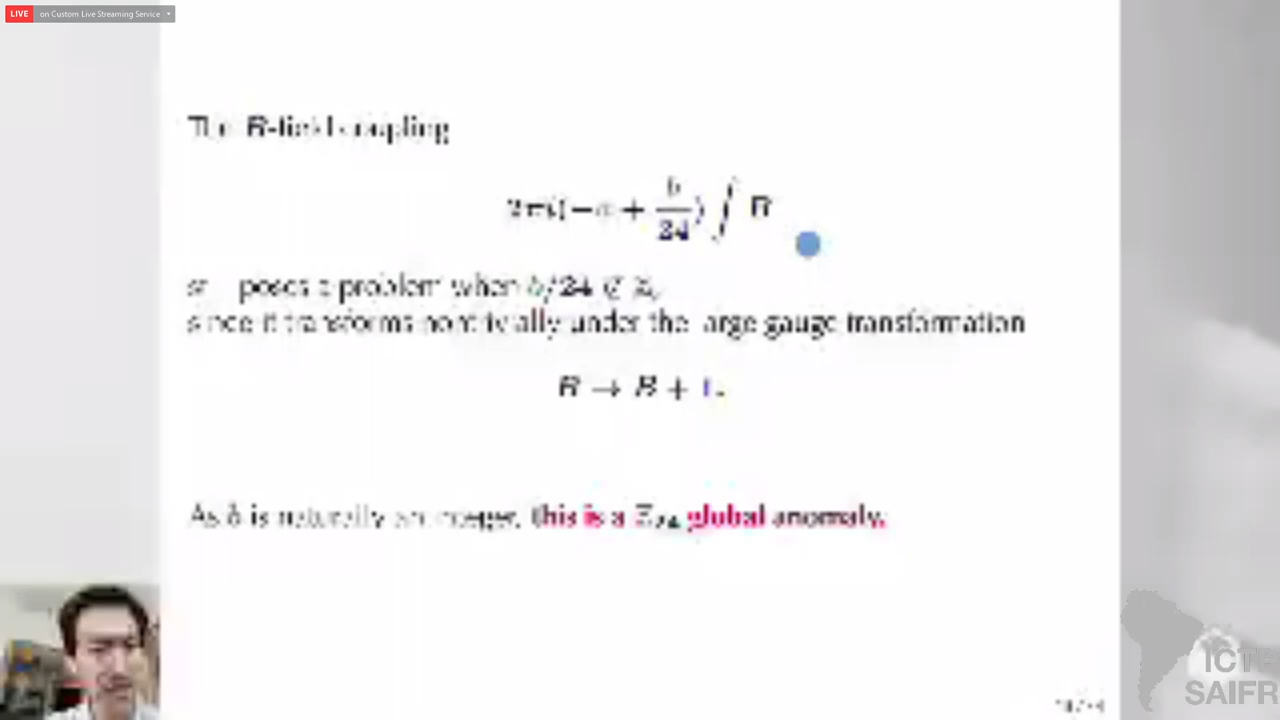 LIVE on Custom Live Streaming Service
The B-field coupling
2πi(−a + b/24) ∫ B
poses a problem when b/24 ∉ ℤ,
since it transforms nontrivially under the large gauge transformation
B → B + 1.
As b is naturally an integer, this is a ℤ₂₄ global anomaly.
ICT
SAIFR